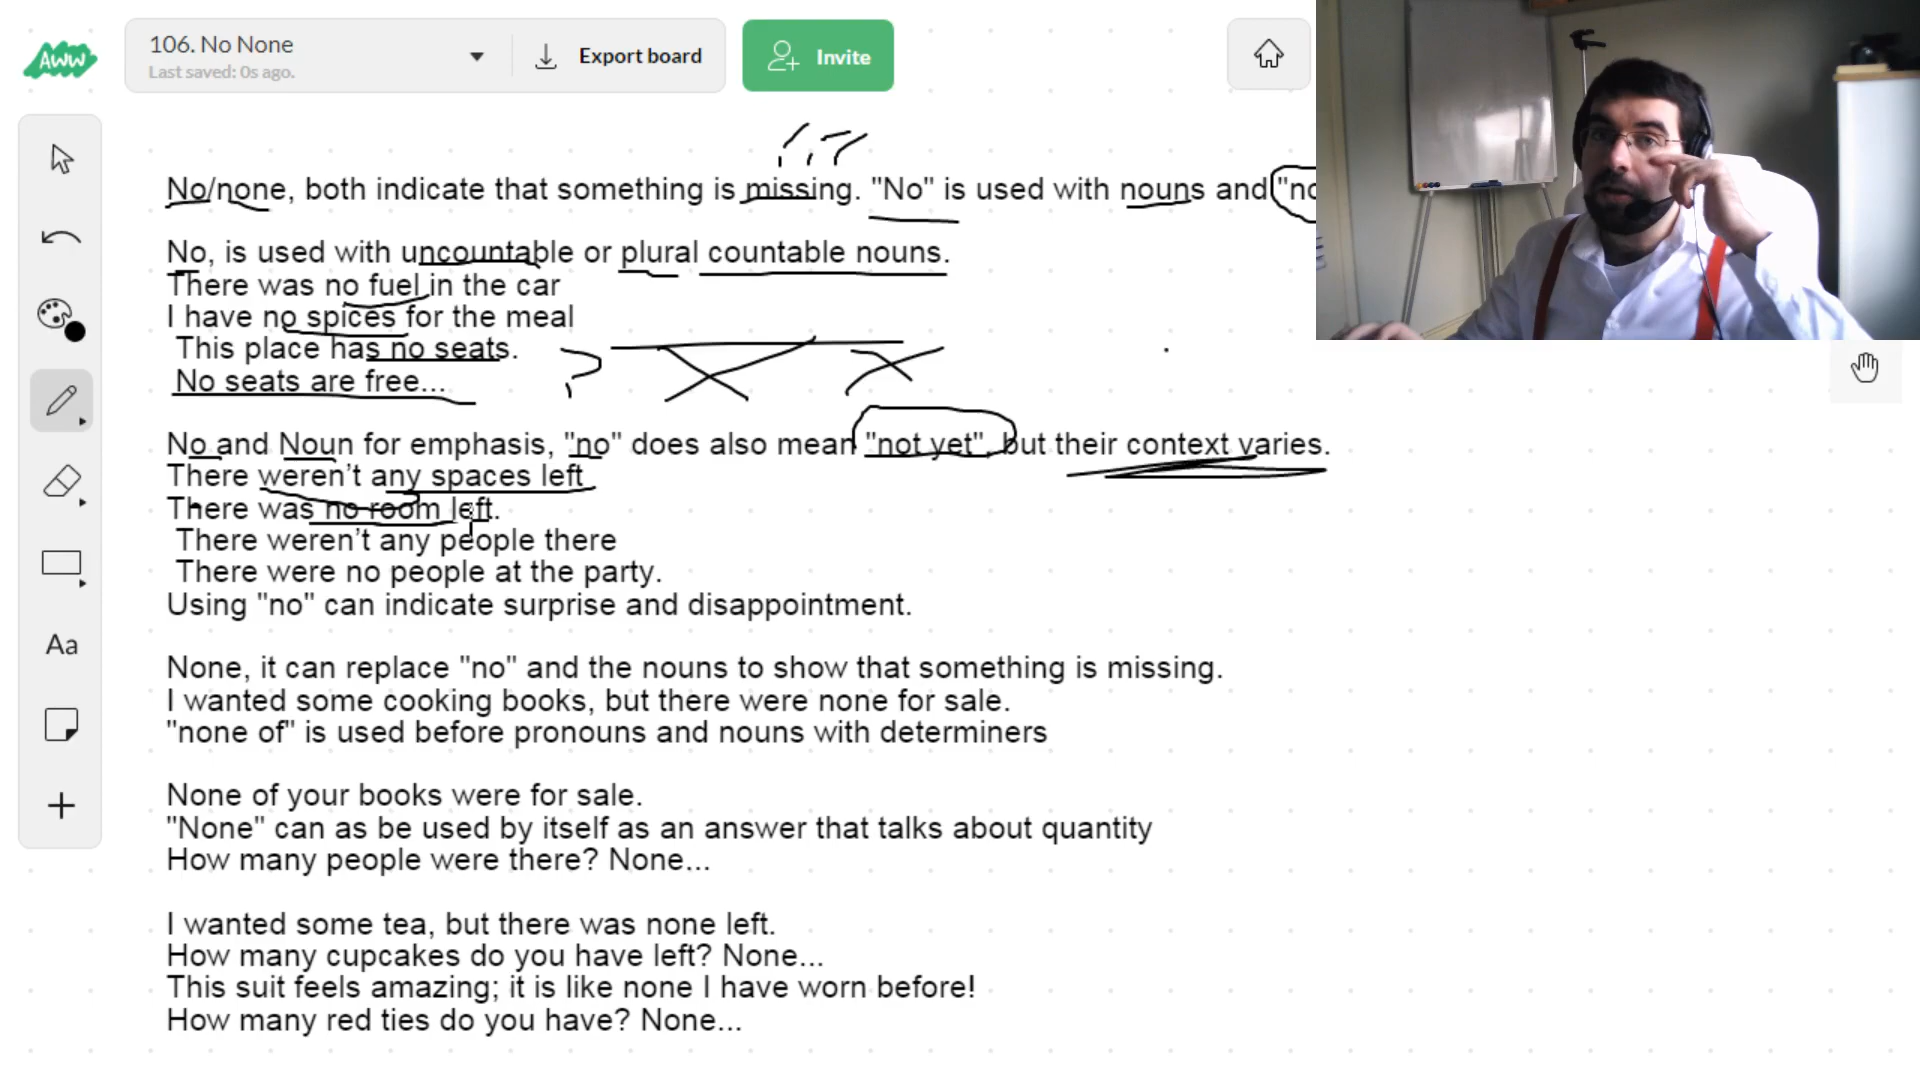 AWW
106. No None
Last saved: 0s ago.
Export board
Invite
No/none, both indicate that something is missing. "No" is used with nouns and "no
No, is used with uncountable or plural countable nouns.
There was no fuel in the car
I have no spices for the meal
This place has no seats.
No seats are free...
No and Noun for emphasis, "no" does also mean "not yet", but their context varies.
There weren't any spaces left
There was no room left.
There weren't any people there
There were no people at the party.
Using "no" can indicate surprise and disappointment.
None, it can replace "no" and the nouns to show that something is missing.
I wanted some cooking books, but there were none for sale.
"none of" is used before pronouns and nouns with determiners
None of your books were for sale.
"None" can as be used by itself as an answer that talks about quantity
How many people were there? None...
I wanted some tea, but there was none left.
How many cupcakes do you have left? None...
This suit feels amazing; it is like none I have worn before!
How many red ties do you have? None...
Aa